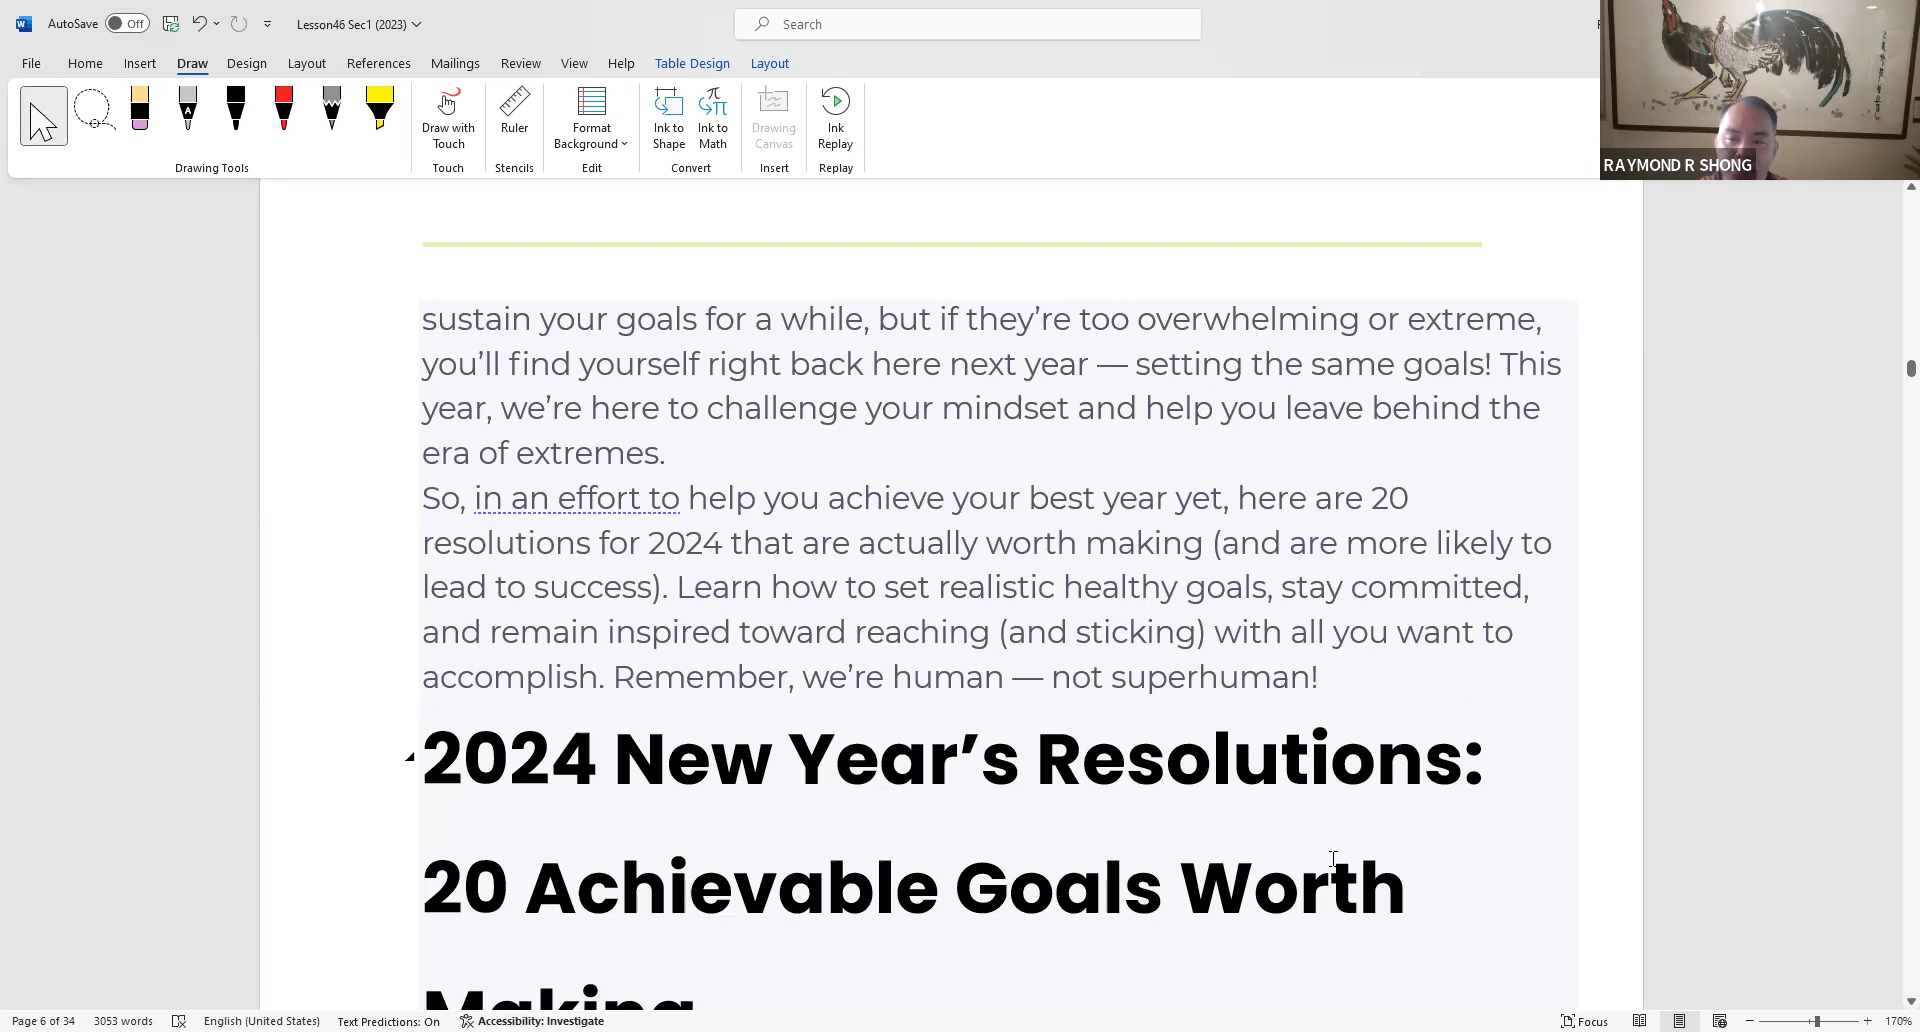 AutoSave Off Lesson46 Sec1 (2023) Search
File Home Insert Draw Design Layout References Mailings Review View Help Table Design Layout
A
Draw with Touch
Ruler
Format Background
Ink to Shape
Ink to Math
Drawing Canvas
Ink Replay
Drawing Tools Touch Stencils Edit Convert Insert Replay
RAYMOND R SHONG
sustain your goals for a while, but if they’re too overwhelming or extreme,
you’ll find yourself right back here next year — setting the same goals! This
year, we’re here to challenge your mindset and help you leave behind the
era of extremes.
So, in an effort to help you achieve your best year yet, here are 20
resolutions for 2024 that are actually worth making (and are more likely to
lead to success). Learn how to set realistic healthy goals, stay committed,
and remain inspired toward reaching (and sticking) with all you want to
accomplish. Remember, we’re human — not superhuman!
2024 New Year’s Resolutions:
20 Achievable Goals Worth
Making
Page 6 of 34 3053 words English (United States) Text Predictions: On Accessibility: Investigate Focus 170%